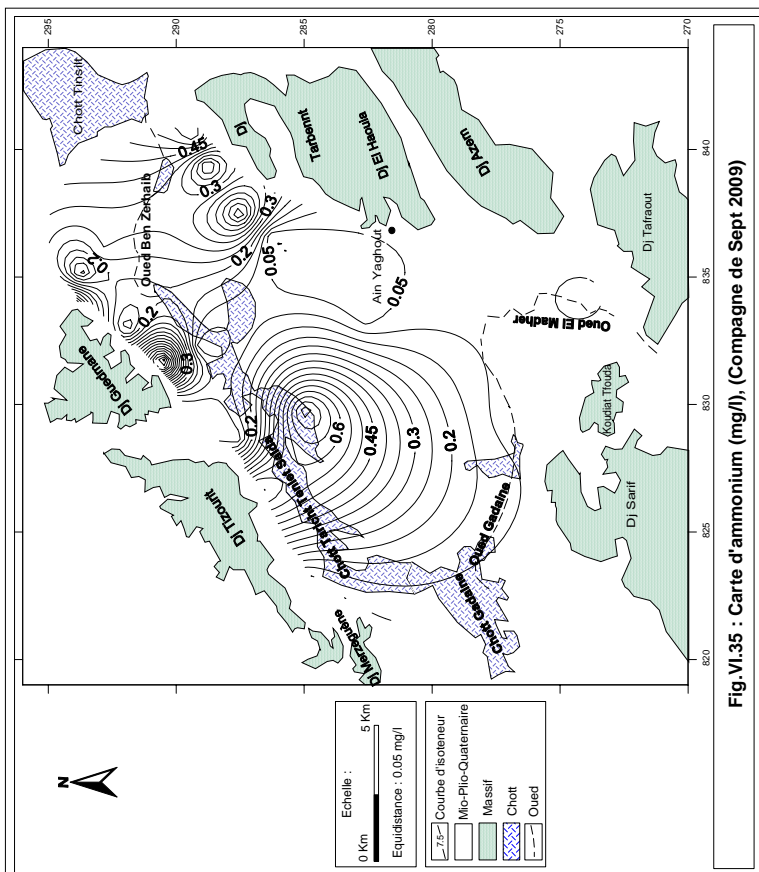 295
290
285
280
275
270
840
835
830
825
820
Chott Tinsilt
Dj
Tarbennt
Dj El Haouia
Dj Azem
Dj Tafraout
Oued Ben Zerhaib
Ain Yaghout
Oued El Madher
Dj Guedmane
Koudiat Tfouda
Dj Tizourit
Chott Taricht Taniet Saida
Oued Gadaine
Dj Sarif
Chott Gadaine
Dj Merzeguène
0.45
0.3
0.3
0.2
0.2
0.05
0.05
0.2
0.3
0.2
0.6
0.45
0.3
0.2
N
Echelle :
0 Km 5 Km
Equidistance : 0.05 mg/l
7.5 Courbe d'isoteneur
Mio-Plio-Quaternaire
Massif
Chott
Oued
Fig.VI.35 : Carte d'ammonium (mg/l), (Compagne de Sept 2009)